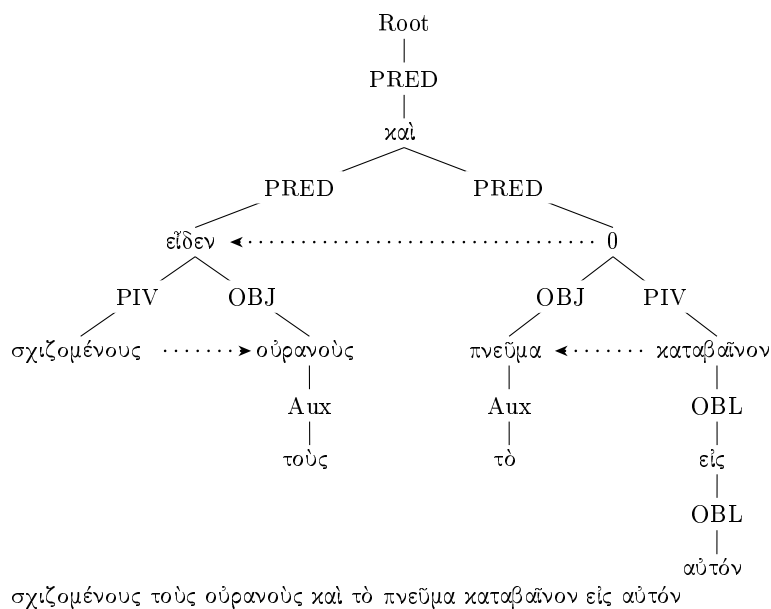 Root
PRED
καὶ
PRED PRED
εἶδεν 0
PIV OBJ OBJ PIV
σχιζομένους οὐρανοὺς πνεῦμα καταβαῖνον
Aux Aux OBL
τοὺς τὸ εἰς
OBL
αὐτόν
σχιζομένους τοὺς οὐρανοὺς καὶ τὸ πνεῦμα καταβαῖνον εἰς αὐτόν